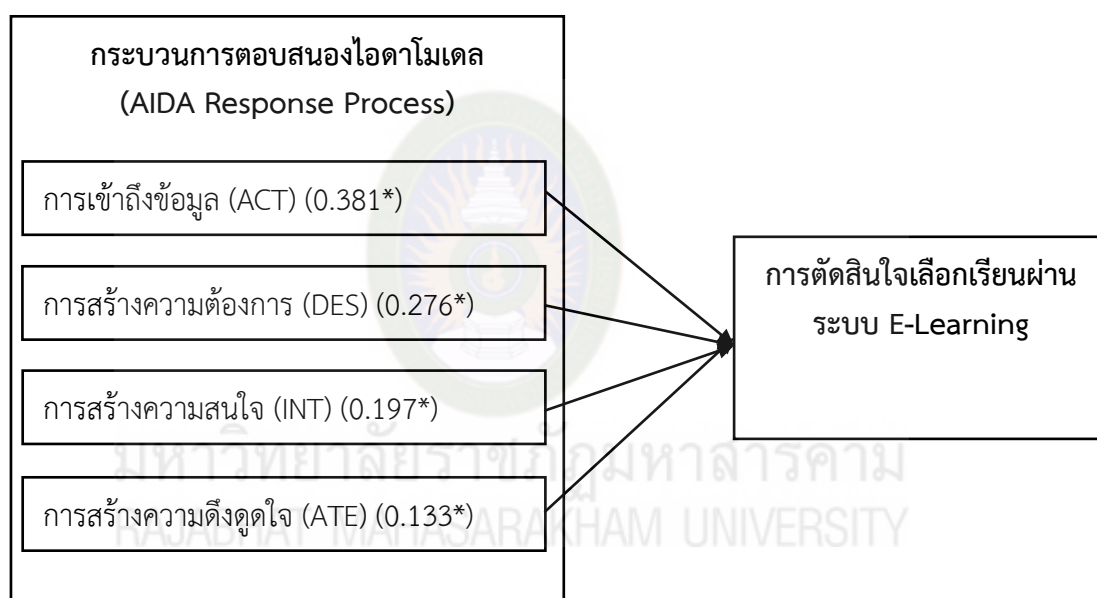 กระบวนการตอบสนองไอดาโมเดล
(AIDA Response Process)
การเข้าถึงข้อมูล (ACT) (0.381*)
การสร้างความต้องการ (DES) (0.276*)
การสร้างความสนใจ (INT) (0.197*)
การสร้างความดึงดูดใจ (ATE) (0.133*)
การตัดสินใจเลือกเรียนผ่าน
ระบบ E-Learning
มหาวิทยาลัยราชภัฏมหาสารคาม
RAJABHAT MAHASARAKHAM UNIVERSITY